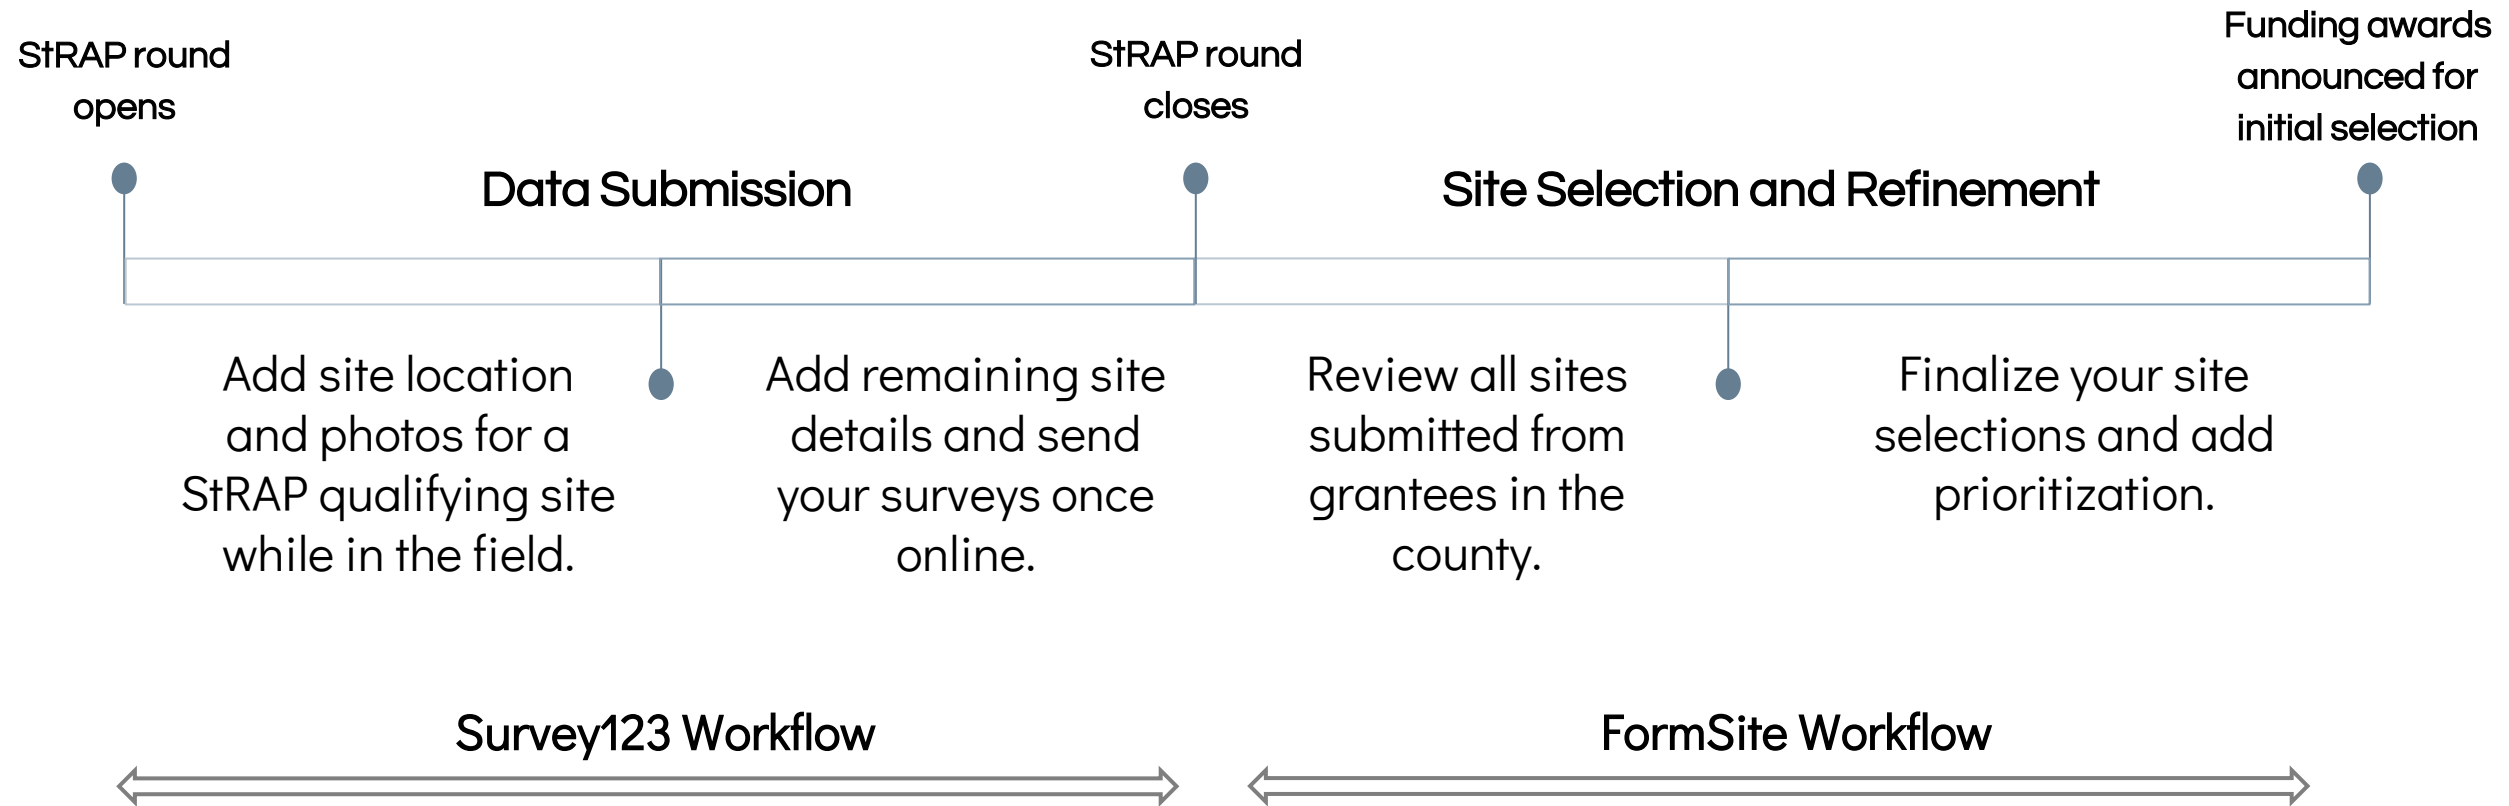 StRAP round
opens
StRAP round
closes
Funding awards
announced for
initial selection
Data Submission
Site Selection and Refinement
Add site location
and photos for a
StRAP qualifying site
while in the field.
Add remaining site
details and send
your surveys once
online.
Review all sites
submitted from
grantees in the
county.
Finalize your site
selections and add
prioritization.
Survey123 Workflow
FormSite Workflow